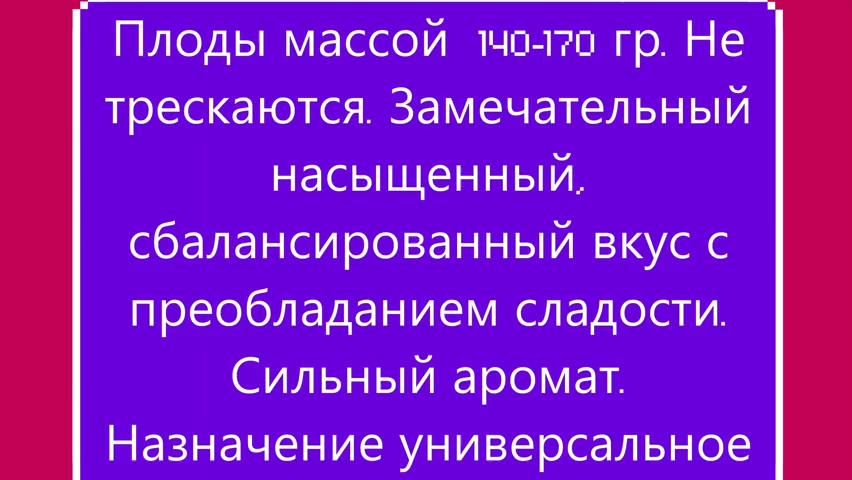 Плоды массой 140-170 гр. Не
трескаются. Замечательный
насыщенный,
сбалансированный вкус с
преобладанием сладости.
Сильный аромат.
Назначение универсальное